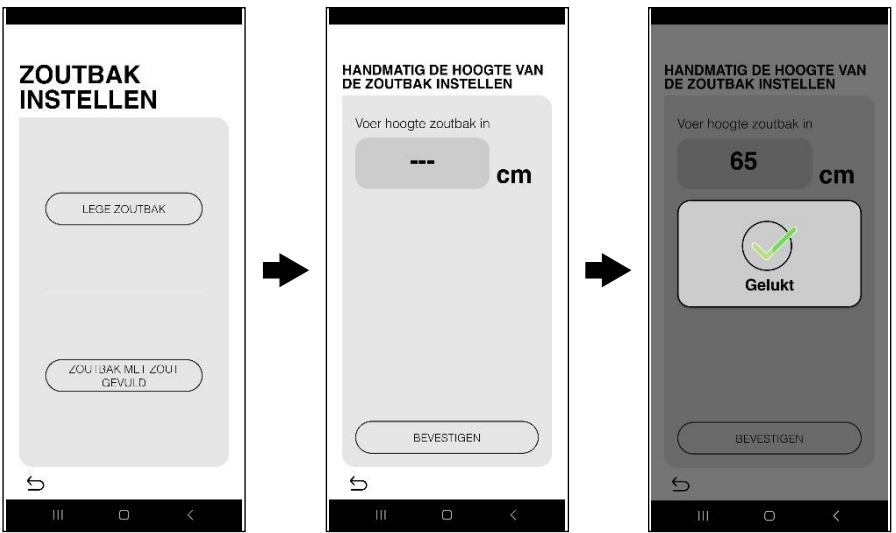 ZOUTBAK
INSTELLEN
LEGE ZOUTBAK
ZOUTBAK MET ZOUT
GEVULD
HANDMATIG DE HOOGTE VAN
DE ZOUTBAK INSTELLEN
Voer hoogte zoutbak in
---
cm
BEVESTIGEN
HANDMATIG DE HOOGTE VAN
DE ZOUTBAK INSTELLEN
Voer hoogte zoutbak in
65
cm
Gelukt
BEVESTIGEN